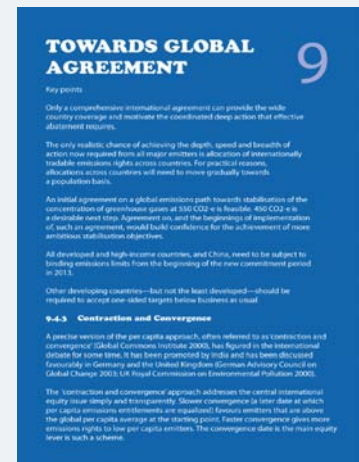 TOWARDS GLOBAL
AGREEMENT
9
Key points
Only a comprehensive international agreement can provide the wide
country coverage and motivate the coordinated deep action that effective
abatement requires.
The only realistic chance of achieving the depth, speed and breadth of
action now required from all major emitters is allocation of internationally
tradable emissions rights across countries. For practical reasons,
allocations across countries will need to move gradually towards
a population basis.
An initial agreement on a global emissions path towards stabilisation of the
concentration of greenhouse gases at 550 CO2-e is feasible. 450 CO2-e is
a desirable next step. Agreement on, and the beginnings of implementation
of, such an agreement, would build confidence for the achievement of more
ambitious stabilisation objectives.
All developed and high-income countries, and China, need to be subject to
binding emissions limits from the beginning of the new commitment period
in 2013.
Other developing countries—but not the least developed—should be
required to accept one-sided targets below business as usual
9.4.3 Contraction and Convergence
A precise version of the per capita approach, often referred to as 'contraction and
convergence' (Global Commons Institute 2000), has figured in the international
debate for some time. It has been promoted by India and has been discussed
favourably in Germany and the United Kingdom (German Advisory Council on
Global Change 2003; UK Royal Commission on Environmental Pollution 2000).
The 'contraction and convergence' approach addresses the central international
equity issue simply and transparently. Slower convergence (a later date at which
per capita emissions entitlements are equalized) favours emitters that are above
the global per capita average at the starting point. Faster convergence gives more
emissions rights to low per capita emitters. The convergence date is the main equity
lever is such a scheme.